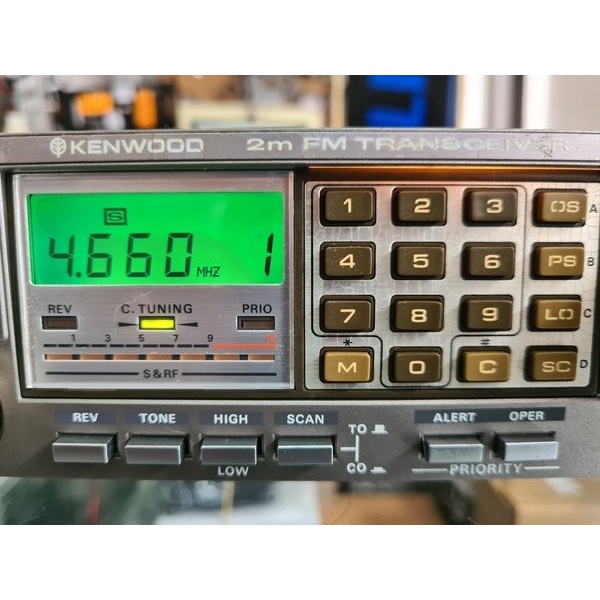 KENWOOD 2m FM TRANSCEIVER
S
4.660 MHZ 1
REV C.TUNING PRIO
1 3 5 7 9
S & RF
1 2 3 OS A
4 5 6 PS B
7 8 9 LO C
* #
M 0 C SC D
REV TONE HIGH SCAN ALERT OPER
TO
LOW CO PRIORITY